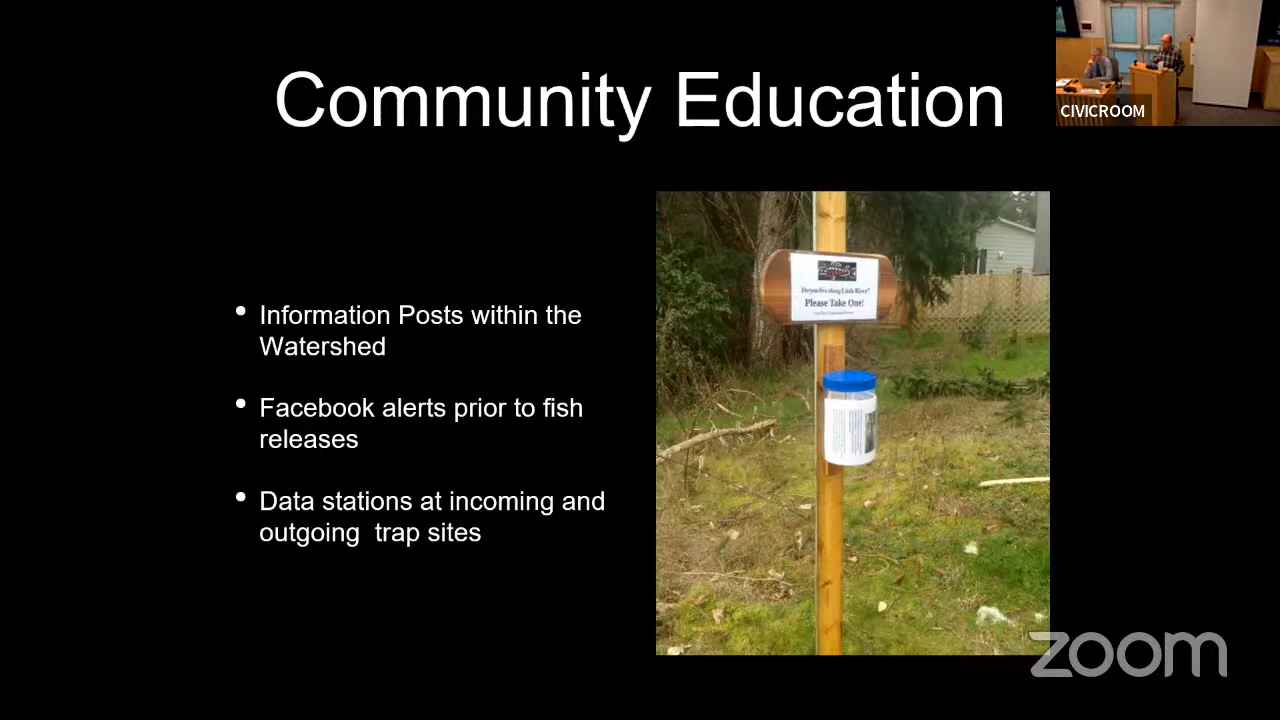 Community Education
CIVICROOM
• Information Posts within the
Watershed
• Facebook alerts prior to fish
releases
• Data stations at incoming and
outgoing trap sites
Do you live along Little River?
Please Take One!
zoom